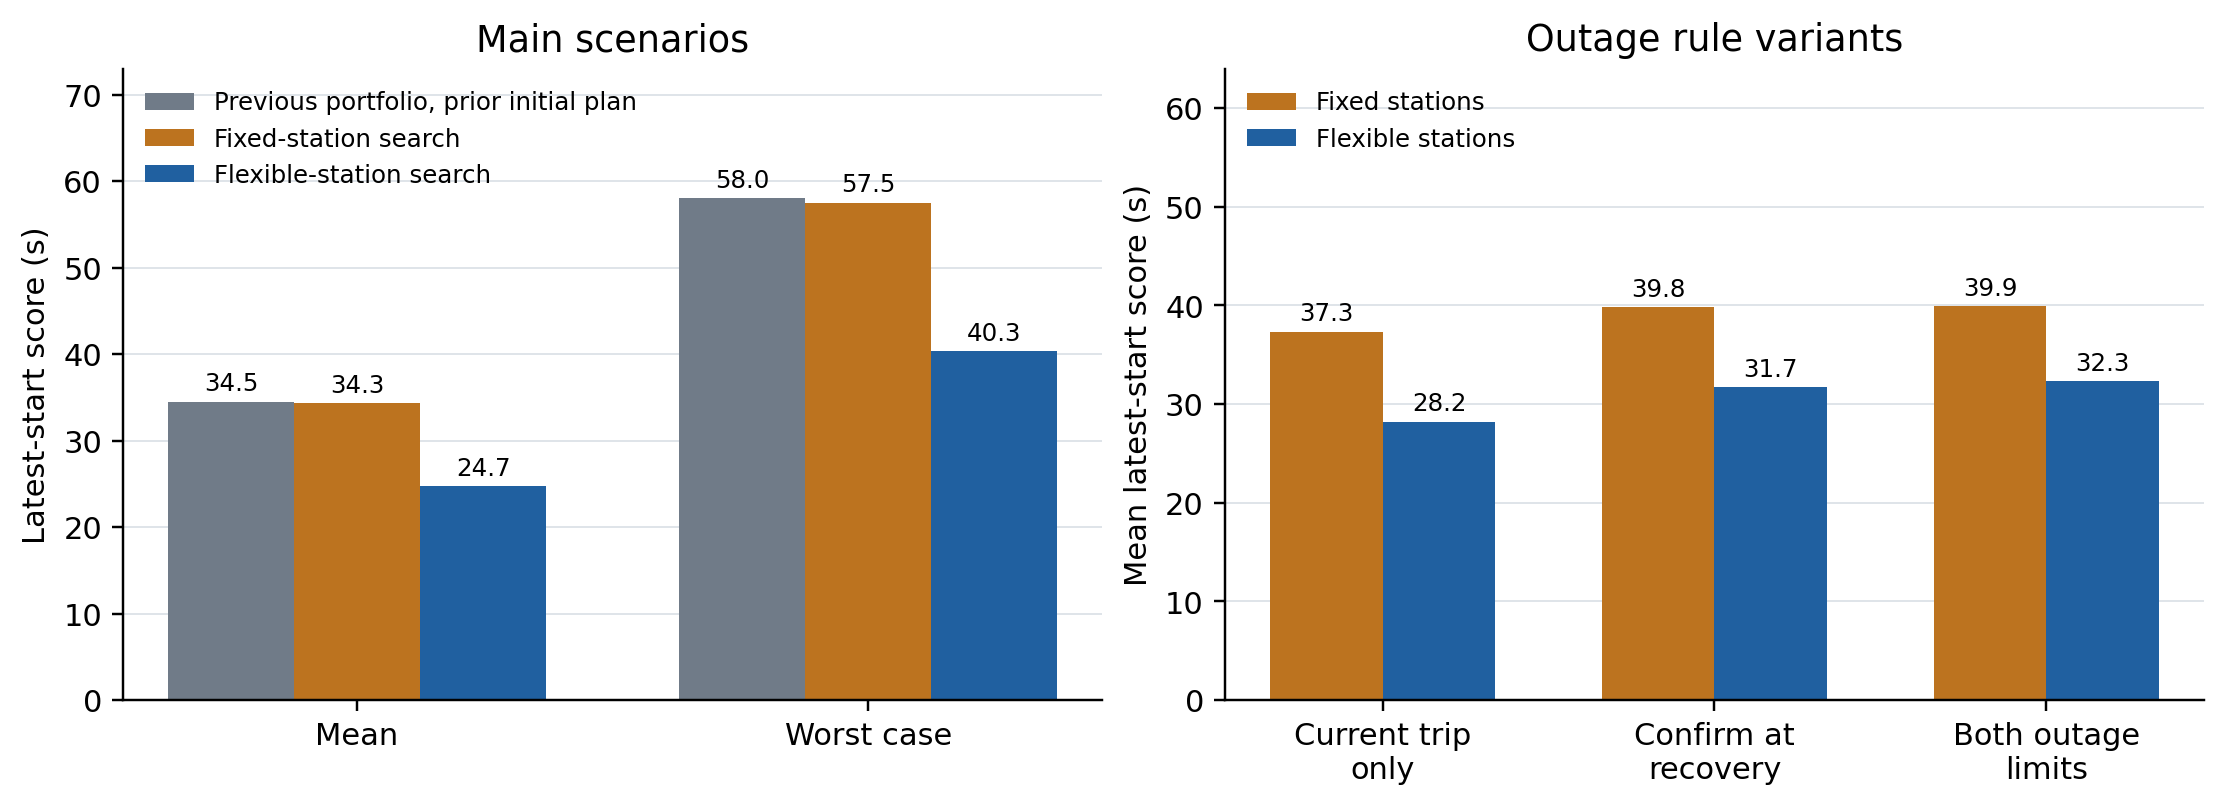 Main scenarios
Latest-start score (s)
70
60
50
40
30
20
10
0
Previous portfolio, prior initial plan
Fixed-station search
Flexible-station search
34.5
34.3
24.7
58.0
57.5
40.3
Mean
Worst case
Outage rule variants
Mean latest-start score (s)
60
50
40
30
20
10
0
Fixed stations
Flexible stations
37.3
28.2
39.8
31.7
39.9
32.3
Current trip
only
Confirm at
recovery
Both outage
limits